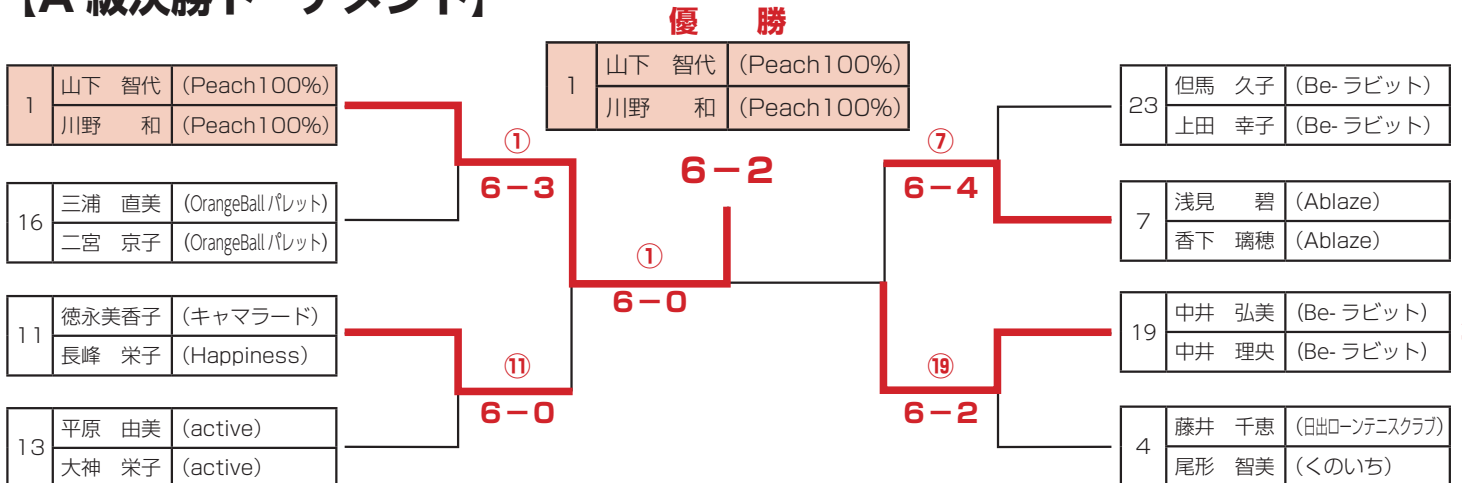 【A 級決勝トーナメント】
優　勝
1 山下　智代 (Peach100%)
川野　　和 (Peach100%)
6－2
1 山下　智代 (Peach100%)
川野　　和 (Peach100%)
① 6－3
16 三浦　直美 (OrangeBall パレット)
二宮　京子 (OrangeBall パレット)
① 6－0
11 徳永美香子 (キャマラード)
長峰　栄子 (Happiness)
⑪ 6－0
13 平原　由美 (active)
大神　栄子 (active)
23 但馬　久子 (Be- ラビット)
上田　幸子 (Be- ラビット)
⑦ 6－4
7 浅見　　碧 (Ablaze)
香下　璃穂 (Ablaze)
19 中井　弘美 (Be- ラビット)
中井　理央 (Be- ラビット)
⑲ 6－2
4 藤井　千恵 (日出ローンテニスクラブ)
尾形　智美 (くのいち)